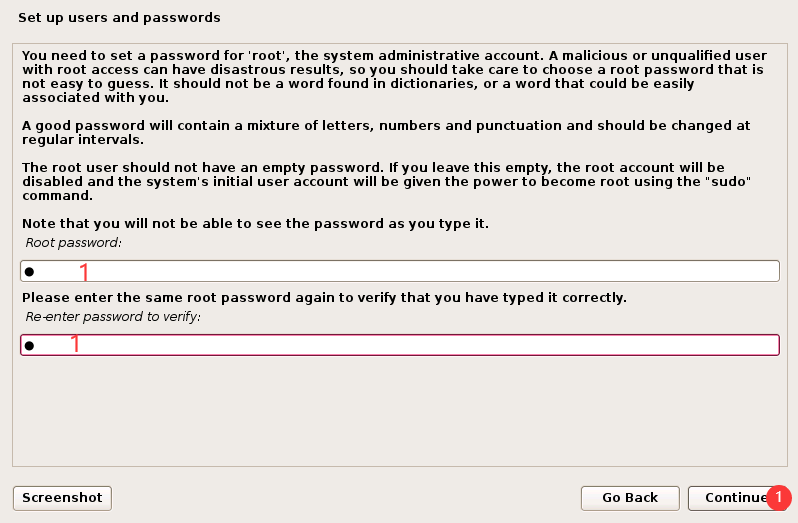 Set up users and passwords
You need to set a password for 'root', the system administrative account. A malicious or unqualified user
with root access can have disastrous results, so you should take care to choose a root password that is
not easy to guess. It should not be a word found in dictionaries, or a word that could be easily
associated with you.
A good password will contain a mixture of letters, numbers and punctuation and should be changed at
regular intervals.
The root user should not have an empty password. If you leave this empty, the root account will be
disabled and the system's initial user account will be given the power to become root using the "sudo"
command.
Note that you will not be able to see the password as you type it.
Root password:
● 1
Please enter the same root password again to verify that you have typed it correctly.
Re-enter password to verify:
● 1
Screenshot Go Back Continue 1